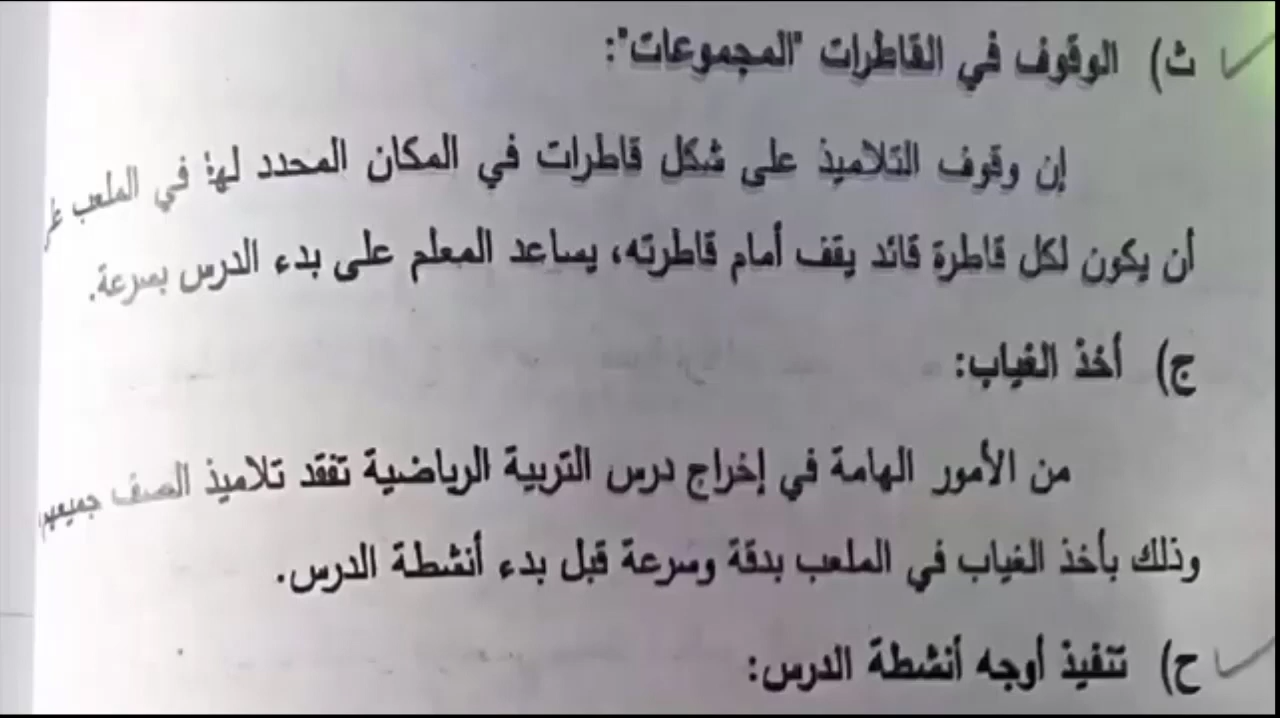 ث) الوقوف في القاطرات "المجموعات":
إن وقوف التلاميذ على شكل قاطرات في المكان المحدد لها في الملعب
أن يكون لكل قاطرة قائد يقف أمام قاطرته، يساعد المعلم على بدء الدرس بسرعة.
ج) أخذ الغياب:
من الأمور الهامة في إخراج درس التربية الرياضية تفقد تلاميذ الصف جميعهم
وذلك بأخذ الغياب في الملعب بدقة وسرعة قبل بدء أنشطة الدرس.
ح) تنفيذ أوجه أنشطة الدرس: